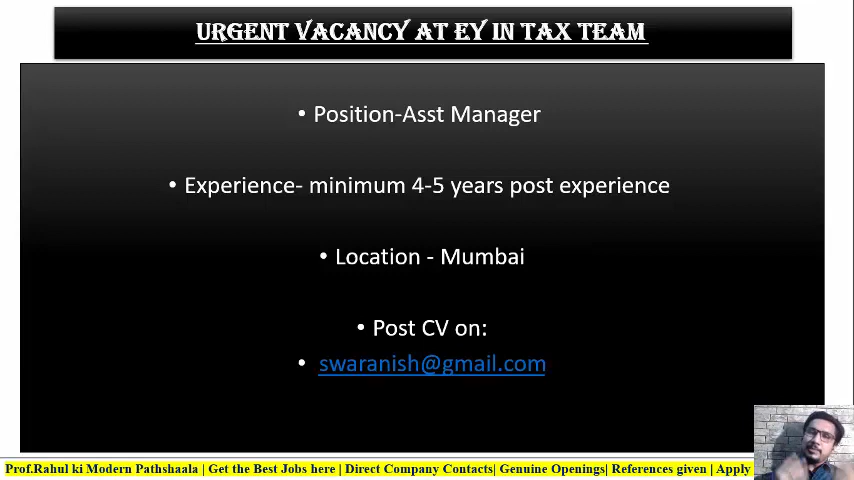 URGENT VACANCY AT EY IN TAX TEAM
• Position-Asst Manager
• Experience- minimum 4-5 years post experience
• Location - Mumbai
• Post CV on:
• swaranish@gmail.com
Prof.Rahul ki Modern Pathshaala | Get the Best Jobs here | Direct Company Contacts| Genuine Openings| References given | Apply